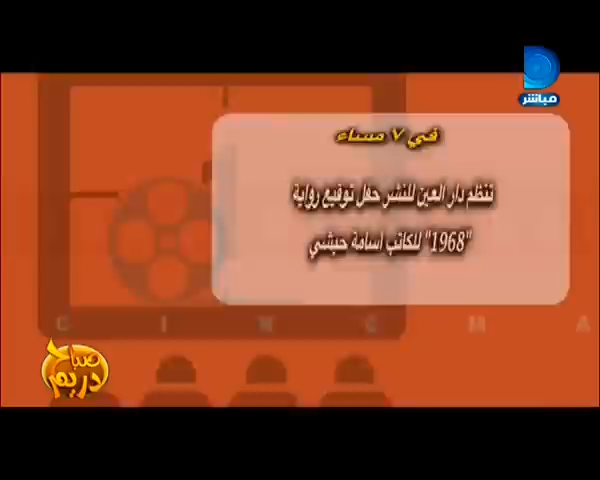 مباشر
في ٧ مساء
تنظم دار العين للنشر حفل توقيع رواية
"1968" للكاتب أسامة حبشي
C I N E M A
صباح
دريم